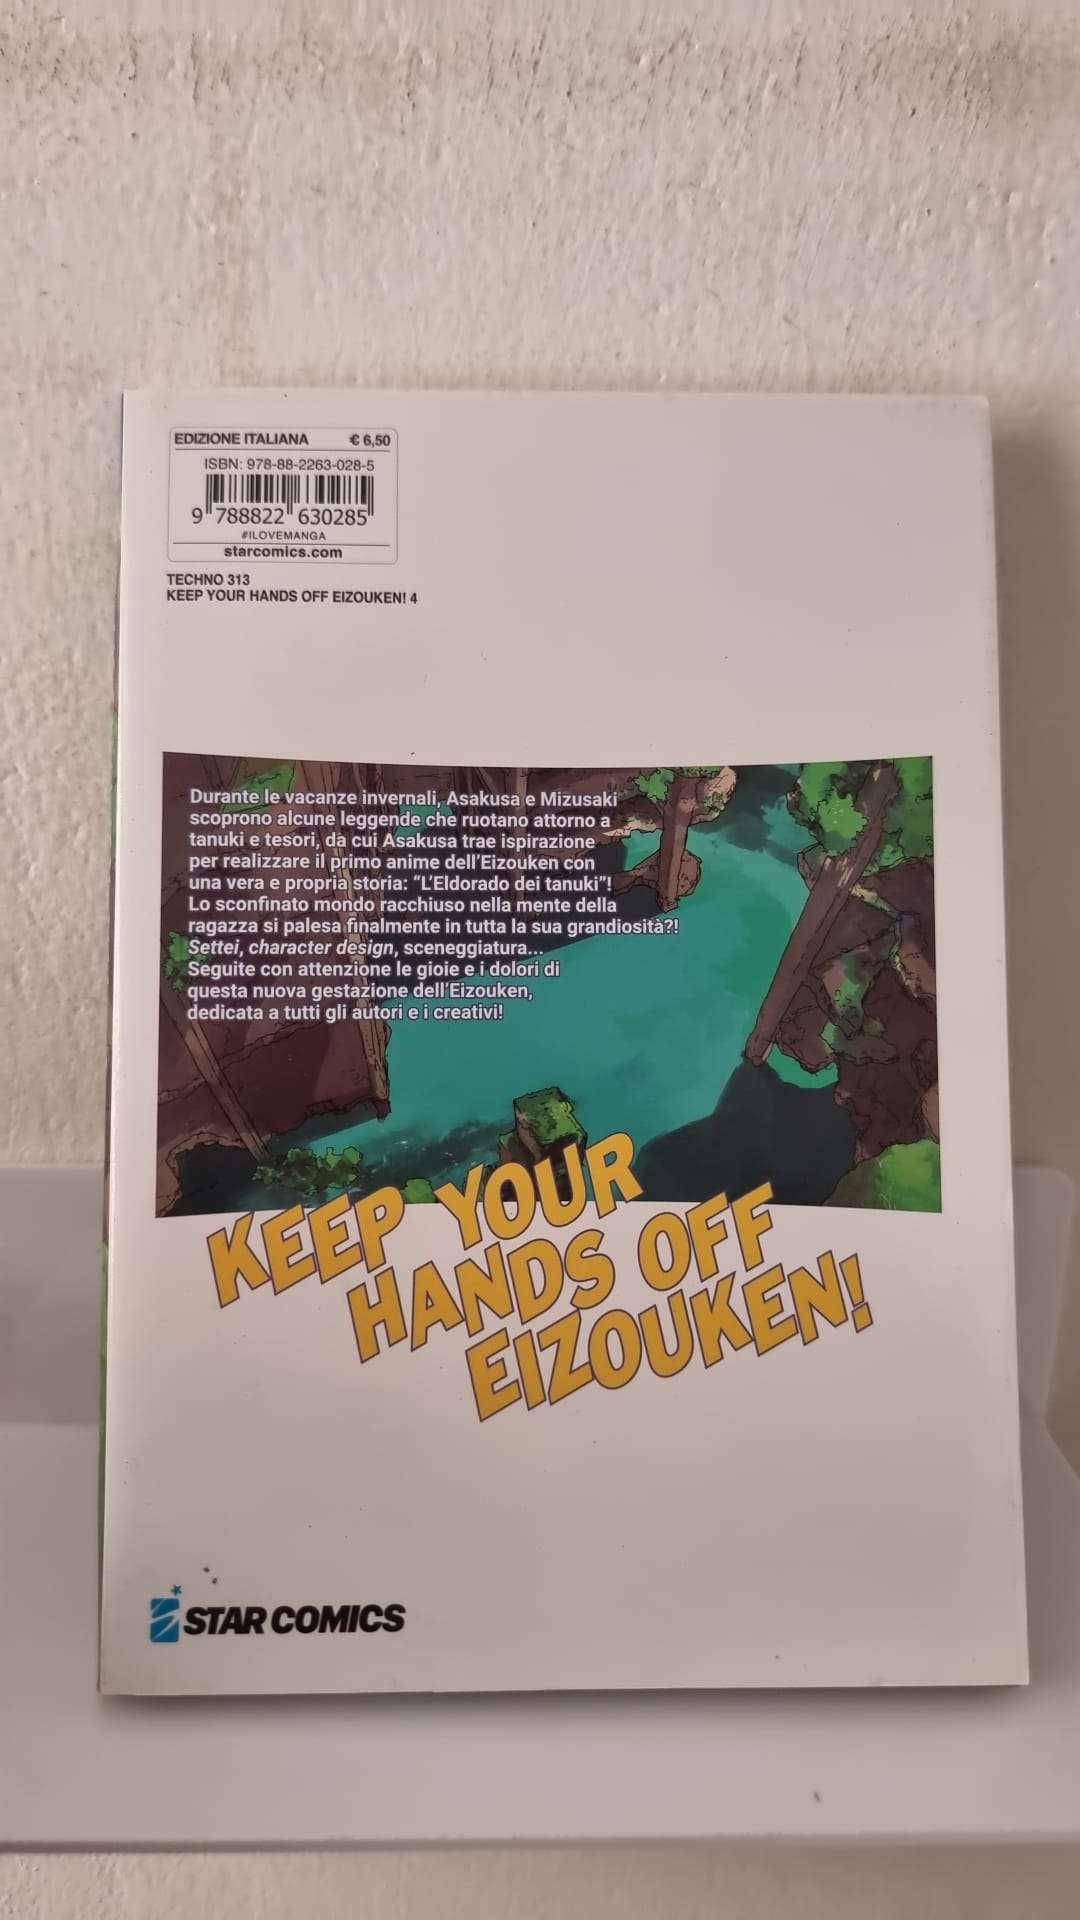 EDIZIONE ITALIANA € 6,50
ISBN: 978-88-2263-028-5
9 788822 630285
#ILOVEMANGA
starcomics.com
TECHNO 313
KEEP YOUR HANDS OFF EIZOUKEN! 4
Durante le vacanze invernali, Asakusa e Mizusaki
scoprono alcune leggende che ruotano attorno a
tanuki e tesori, da cui Asakusa trae ispirazione
per realizzare il primo anime dell'Eizouken con
una vera e propria storia: “L'Eldorado dei tanuki”!
Lo sconfinato mondo racchiuso nella mente della
ragazza si palesa finalmente in tutta la sua grandiosità?!
Settei, character design, sceneggiatura...
Seguite con attenzione le gioie e i dolori di
questa nuova gestazione dell'Eizouken,
dedicata a tutti gli autori e i creativi!
KEEP YOUR
HANDS OFF
EIZOUKEN!
STAR COMICS